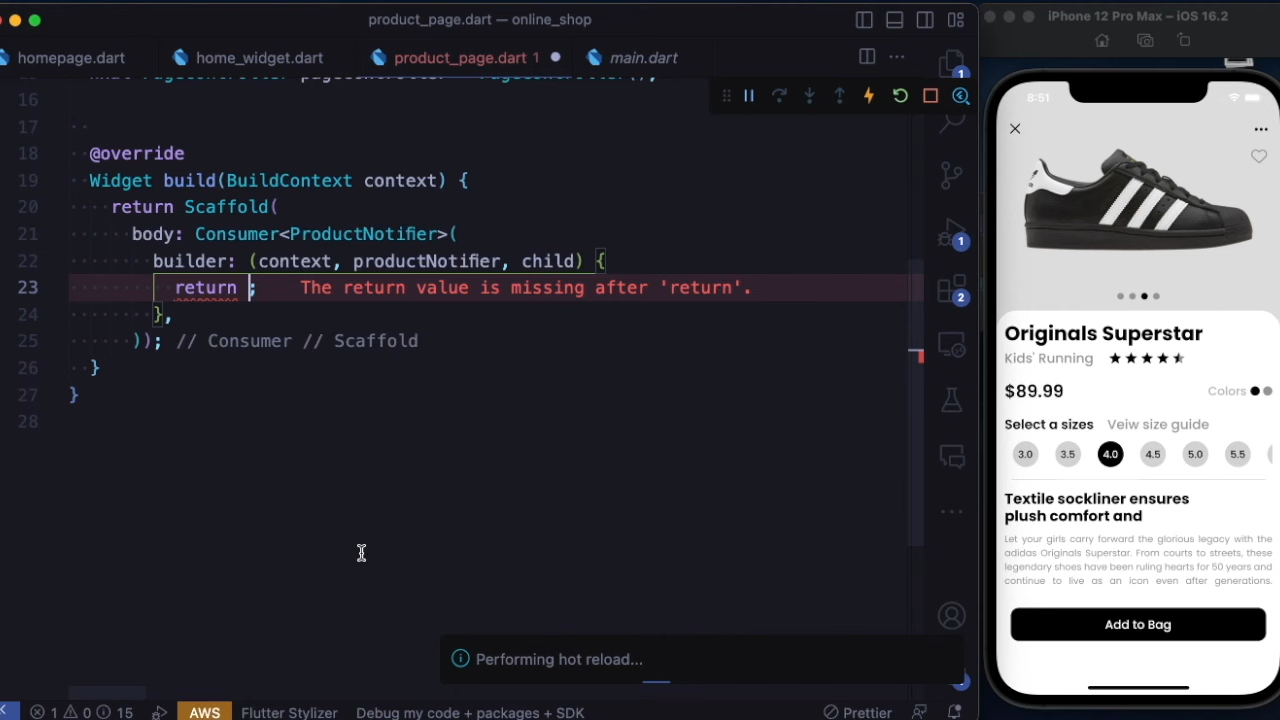 product_page.dart — online_shop
homepage.dart
home_widget.dart
product_page.dart 1
main.dart
16
17
18 @override
19 Widget build(BuildContext context) {
20 return Scaffold(
21 body: Consumer<ProductNotifier>(
22 builder: (context, productNotifier, child) {
23 return ; The return value is missing after 'return'.
24 },
25 )); // Consumer // Scaffold
26 }
27 }
28
1
1
2
Performing hot reload...
1 0 15
AWS
Flutter Stylizer
Debug my code + packages + SDK
Prettier
iPhone 12 Pro Max – iOS 16.2
8:51
Originals Superstar
Kids' Running
$89.99
Colors
Select a sizes
Veiw size guide
3.0 3.5 4.0 4.5 5.0 5.5
Textile sockliner ensures
plush comfort and
Let your girls carry forward the glorious legacy with the
adidas Originals Superstar. From courts to streets, these
legendary shoes have been ruling hearts for 50 years and
continue to live as an icon even after generations.
Add to Bag